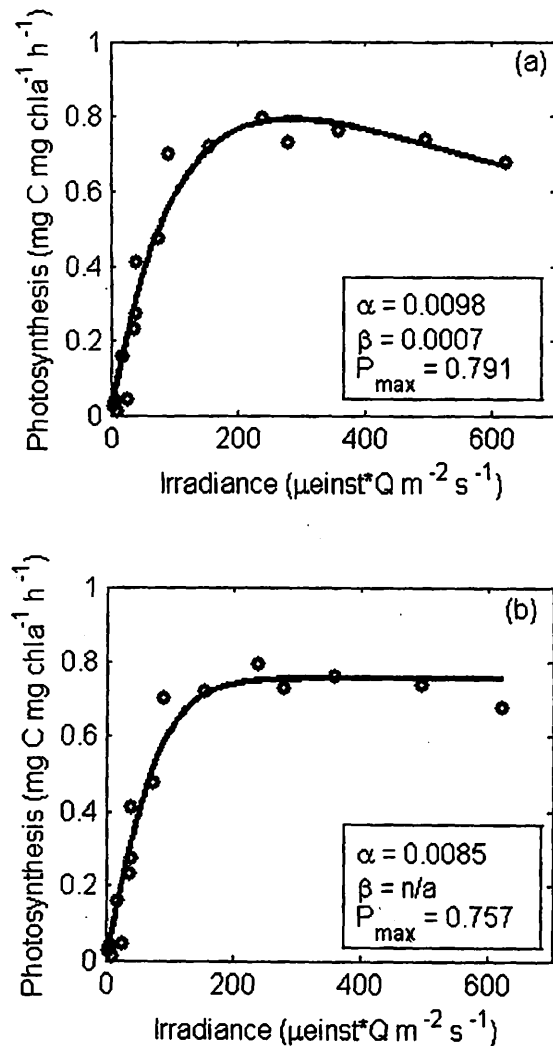 (a)
Photosynthesis (mg C mg chla⁻¹ h⁻¹)
1
0.8
0.6
0.4
0.2
0
α = 0.0098
β = 0.0007
P_max = 0.791
0 200 400 600
Irradiance (µeinst*Q m⁻² s⁻¹)
(b)
Photosynthesis (mg C mg chla⁻¹ h⁻¹)
1
0.8
0.6
0.4
0.2
0
α = 0.0085
β = n/a
P_max = 0.757
0 200 400 600
Irradiance (µeinst*Q m⁻² s⁻¹)